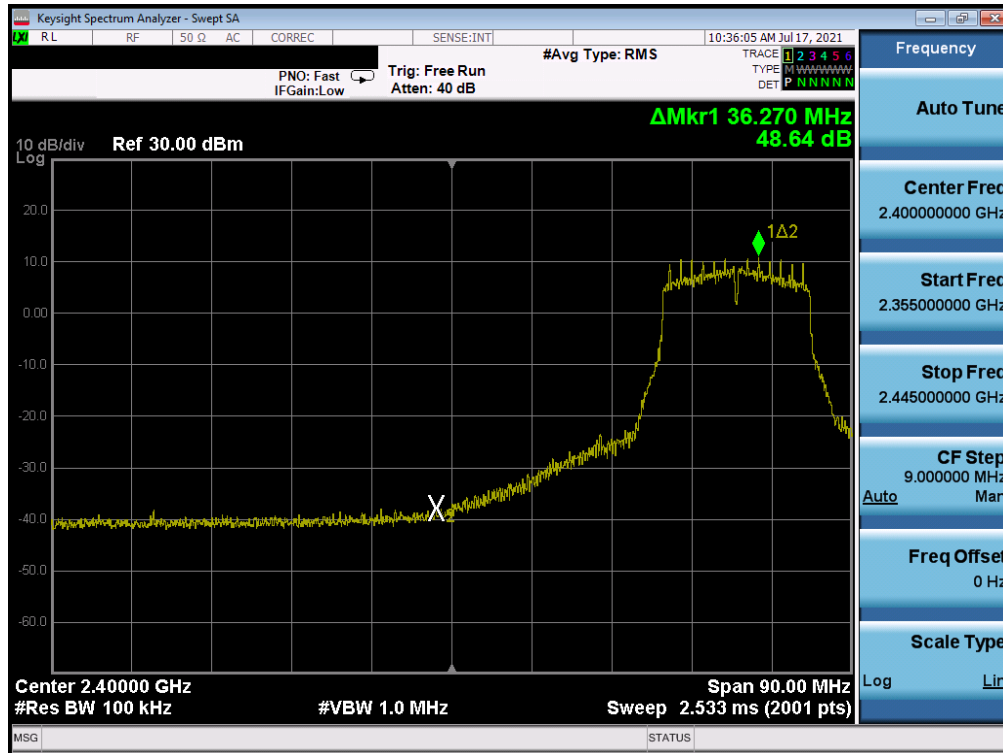 Keysight Spectrum Analyzer - Swept SA
LXI RL RF 50 Ω AC CORREC SENSE:INT 10:36:05 AM Jul 17, 2021
#Avg Type: RMS
TRACE 1 2 3 4 5 6
PNO: Fast Trig: Free Run
TYPE M W W W W W
IFGain:Low Atten: 40 dB
DET P N N N N N
ΔMkr1 36.270 MHz
48.64 dB
10 dB/div Ref 30.00 dBm
Log
1Δ2
20.0
10.0
0.00
-10.0
-20.0
-30.0
-40.0
X2
-50.0
-60.0
Center 2.40000 GHz Span 90.00 MHz
#Res BW 100 kHz #VBW 1.0 MHz Sweep 2.533 ms (2001 pts)
MSG STATUS
Frequency
Auto Tune
Center Freq
2.400000000 GHz
Start Freq
2.355000000 GHz
Stop Freq
2.445000000 GHz
CF Step
9.000000 MHz
Auto Man
Freq Offset
0 Hz
Scale Type
Log Lin